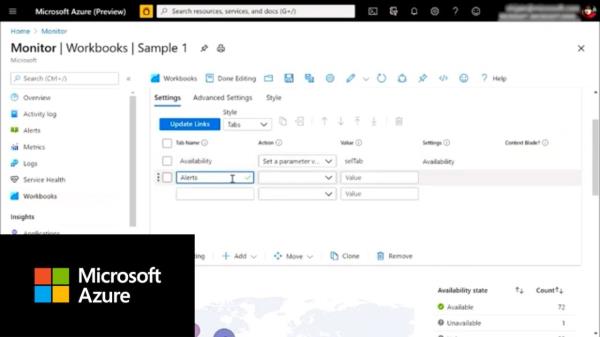 Microsoft Azure (Preview)
Search resources, services, and docs (G+/)
Home > Monitor
Monitor | Workbooks | Sample 1
Microsoft
Search (Ctrl+/)
Workbooks Done Editing Help
Overview
Activity log
Alerts
Metrics
Logs
Service Health
Workbooks
Insights
Applications
Settings Advanced Settings Style
Style
Update Links Tabs
Tab Name Action Value Settings Context Blade?
Availability Set a parameter v... selTab Availability
Alerts Value
Value
Add Move Clone Remove
Microsoft
Azure
Availability state Count
Available 72
Unavailable 1